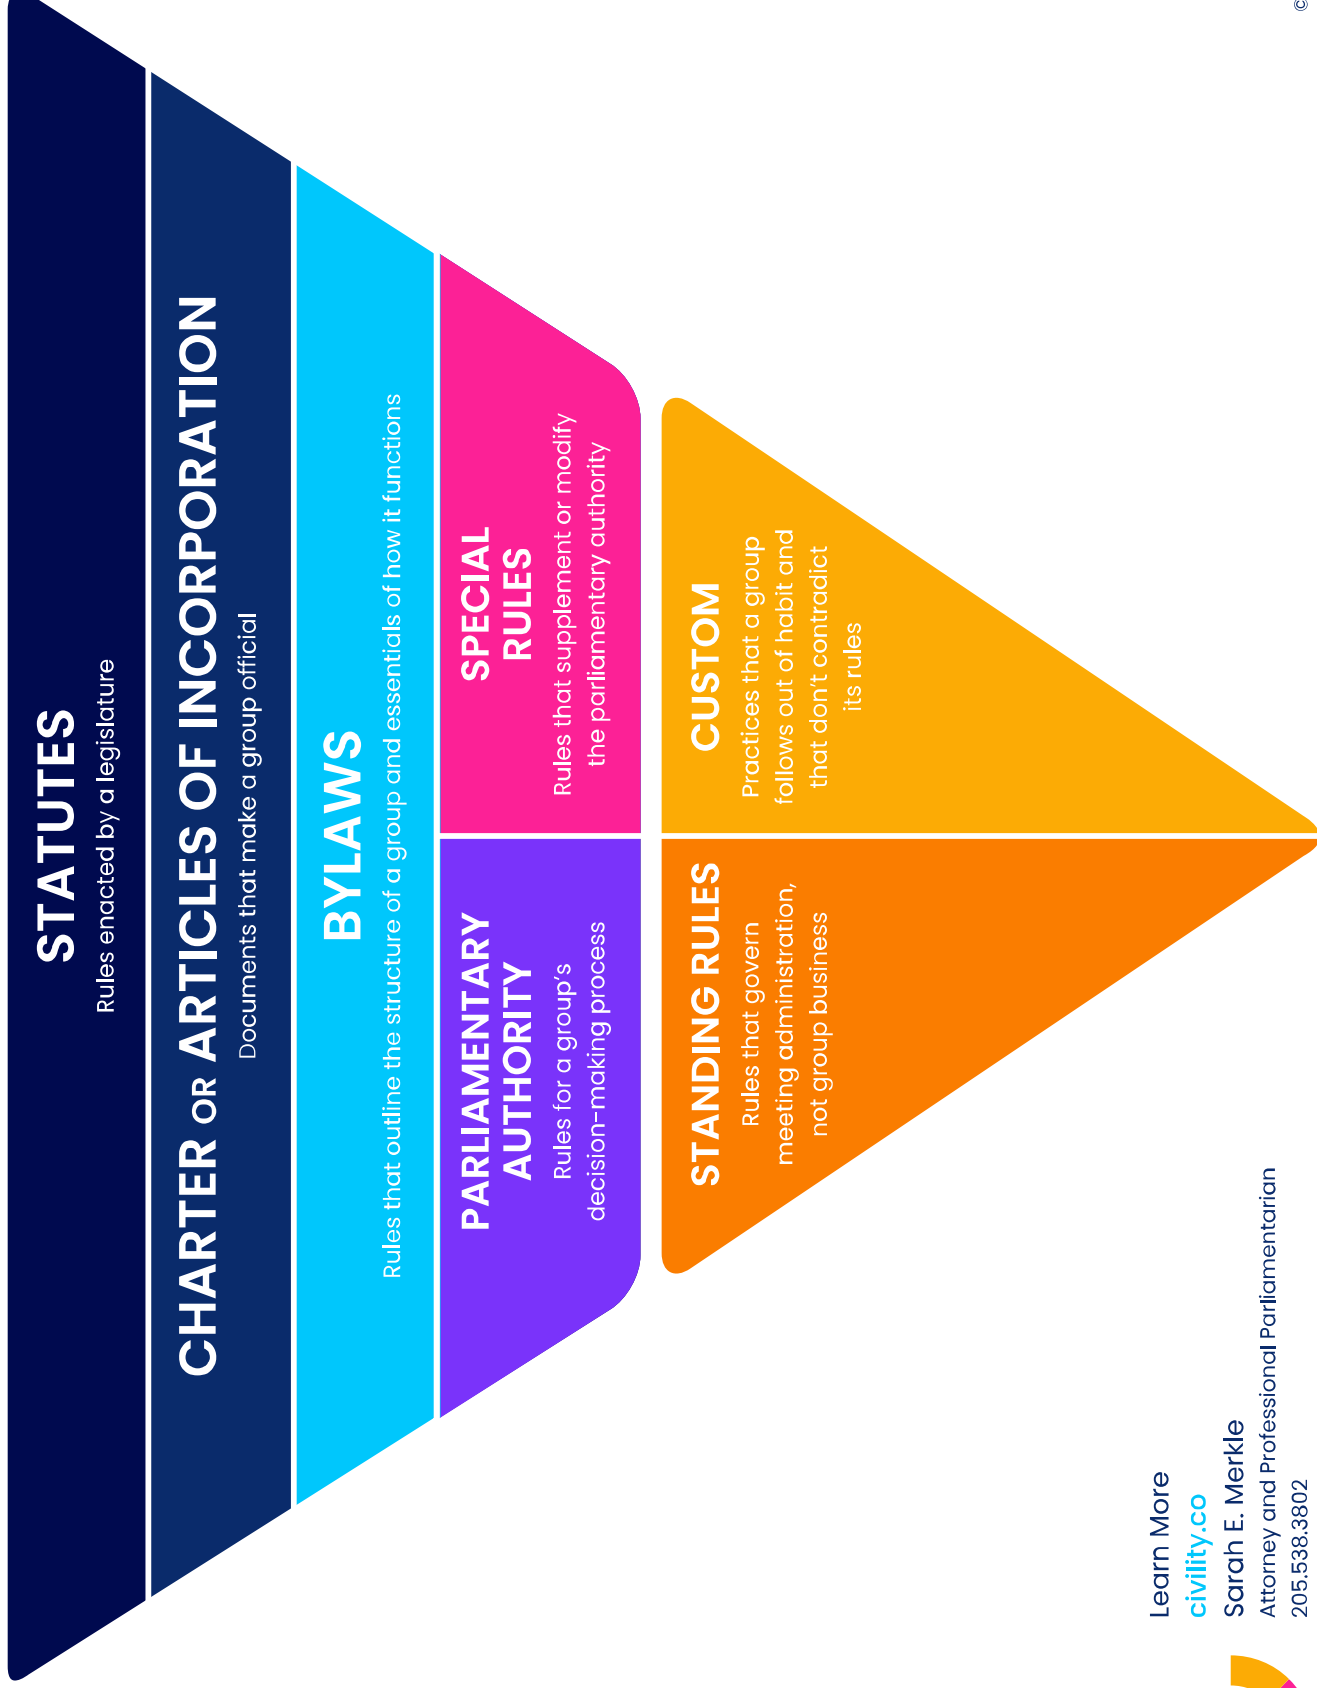 STATUTES
Rules enacted by a legislature
CHARTER OR ARTICLES OF INCORPORATION
Documents that make a group official
BYLAWS
Rules that outline the structure of a group and essentials of how it functions
PARLIAMENTARY
AUTHORITY
Rules for a group's
decision-making process
SPECIAL
RULES
Rules that supplement or modify
the parliamentary authority
STANDING RULES
Rules that govern
meeting administration,
not group business
CUSTOM
Practices that a group
follows out of habit and
that don't contradict
its rules
Learn More
civility.co
Sarah E. Merkle
Attorney and Professional Parliamentarian
205.538.3802
©